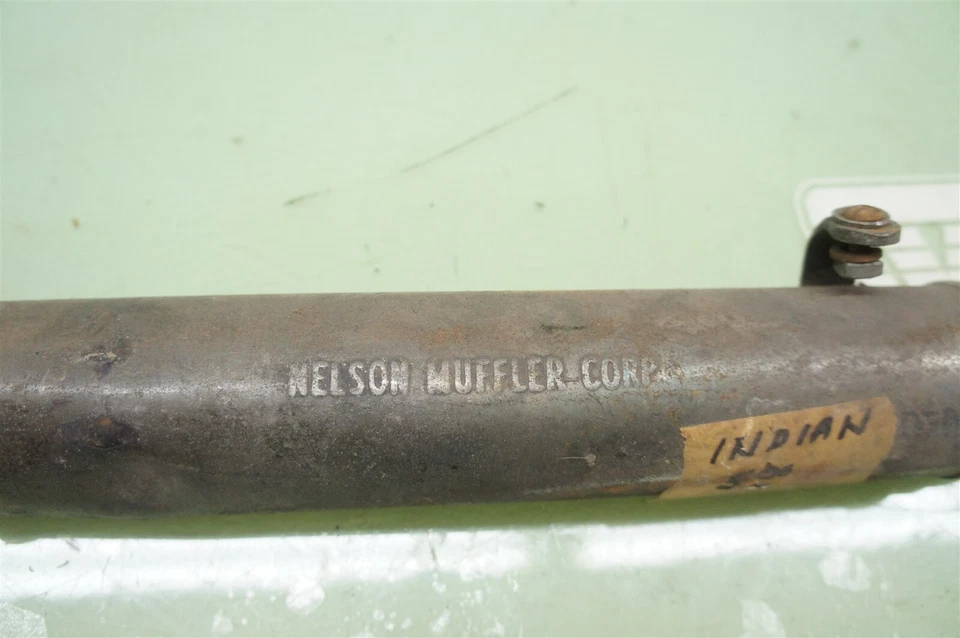 NELSON MUFFLER CORP.
INDIAN